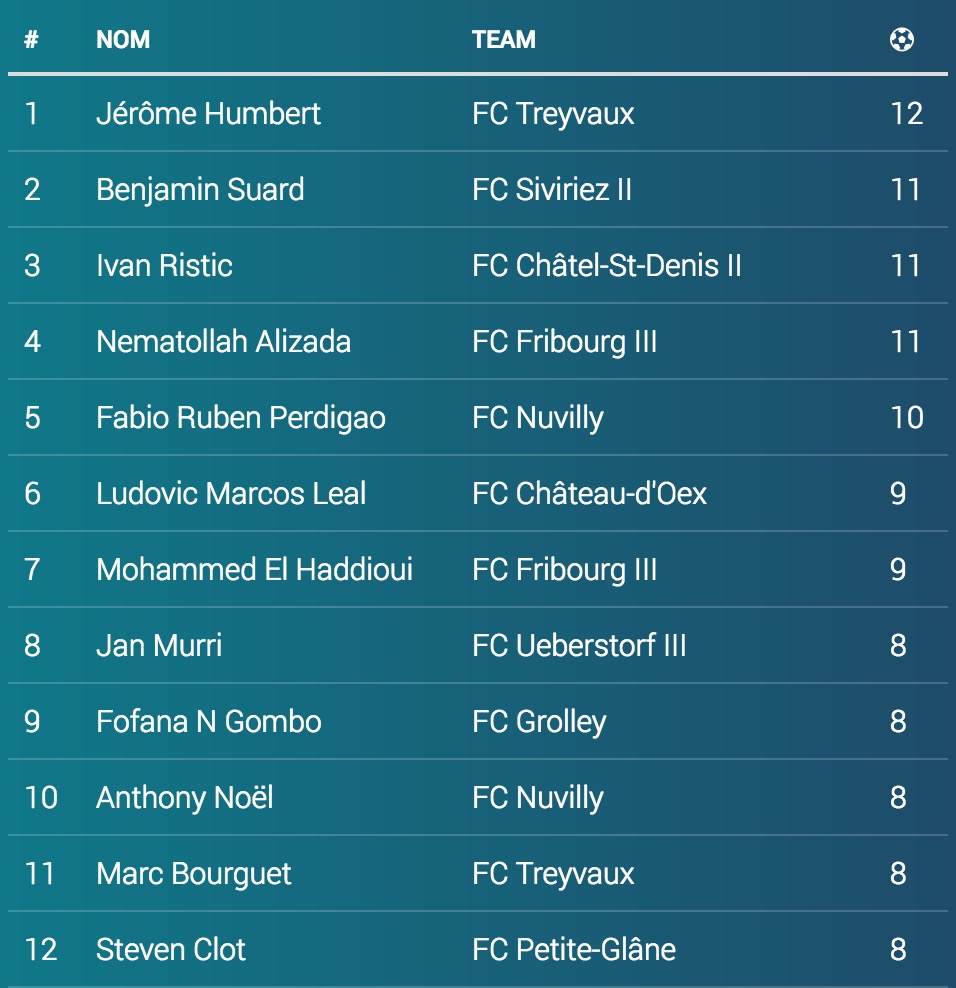 # NOM TEAM ⚽
1 Jérôme Humbert FC Treyvaux 12
2 Benjamin Suard FC Siviriez II 11
3 Ivan Ristic FC Châtel-St-Denis II 11
4 Nematollah Alizada FC Fribourg III 11
5 Fabio Ruben Perdigao FC Nuvilly 10
6 Ludovic Marcos Leal FC Château-d'Oex 9
7 Mohammed El Haddioui FC Fribourg III 9
8 Jan Murri FC Ueberstorf III 8
9 Fofana N Gombo FC Grolley 8
10 Anthony Noël FC Nuvilly 8
11 Marc Bourguet FC Treyvaux 8
12 Steven Clot FC Petite-Glâne 8